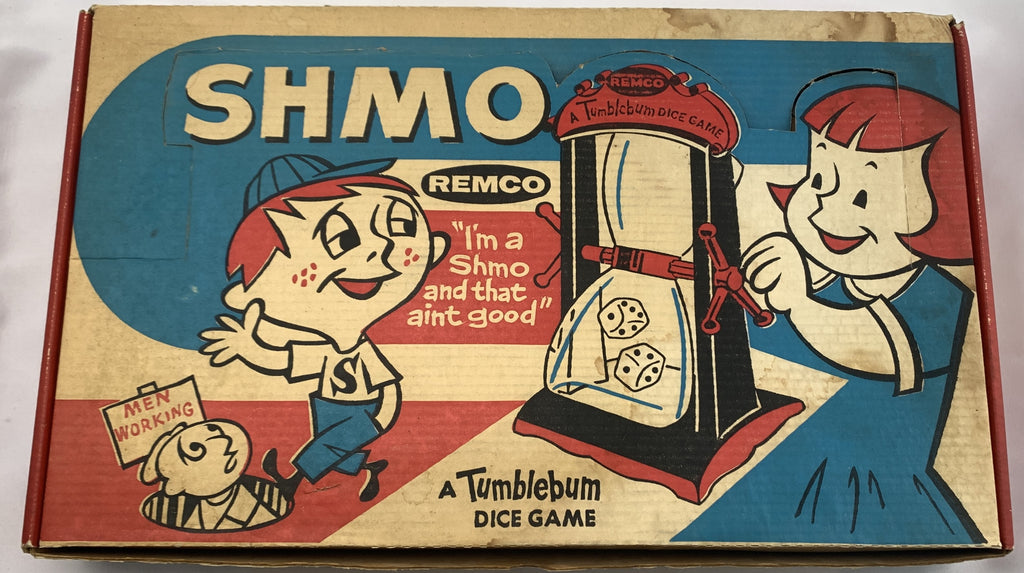 SHMO
REMCO
A Tumblebum DICE GAME
REMCO
"I'm a
Shmo
and that
aint good"
S
MEN
WORKING
A Tumblebum
DICE GAME